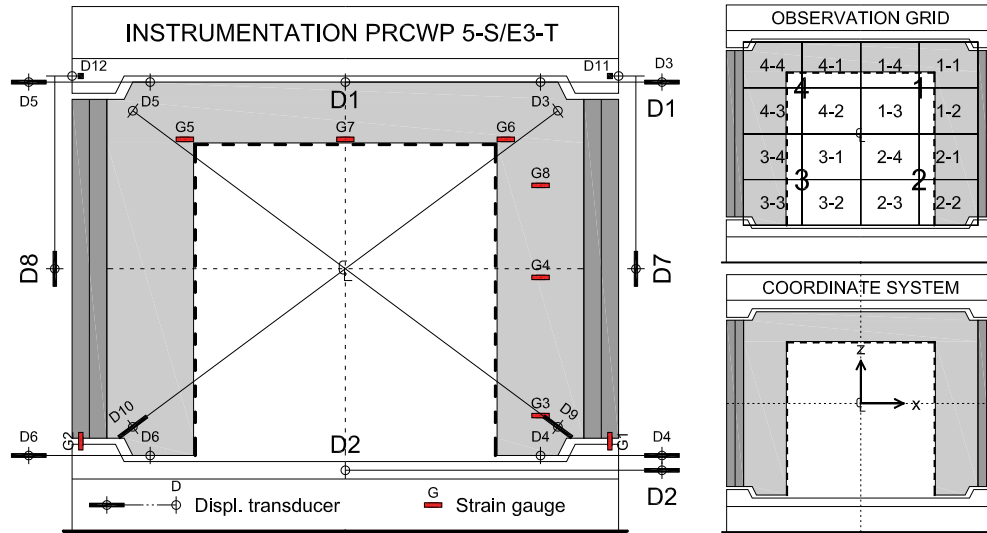 INSTRUMENTATION PRCWP 5-S/E3-T
D12
D11
D3
D5
D1
D1
D5
D3
G5
G7
G6
G8
D8
D7
G4
C
L
D10
G3
D9
G2
G1
D6
D6
D2
D4
D4
D2
D
Displ. transducer
G
Strain gauge
OBSERVATION GRID
4-4 4-1 1-4 1-1
4 1
4-3 4-2 1-3 1-2
C
L
3-4 3-1 2-4 2-1
3 2
3-3 3-2 2-3 2-2
COORDINATE SYSTEM
z
x
C
L